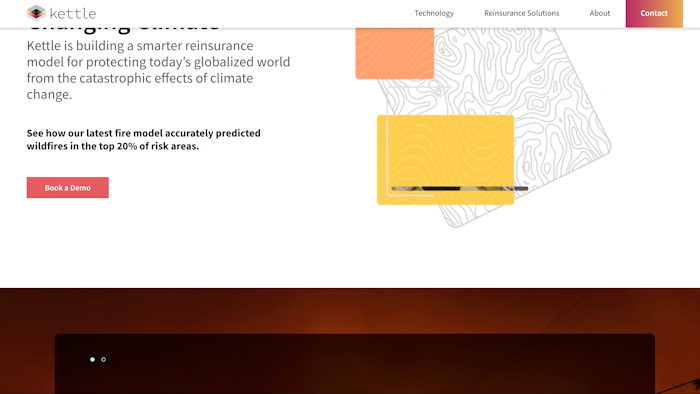 kettle
Technology
Reinsurance Solutions
About
Contact
Changing Climate
Kettle is building a smarter reinsurance
model for protecting today's globalized world
from the catastrophic effects of climate
change.
See how our latest fire model accurately predicted
wildfires in the top 20% of risk areas.
Book a Demo